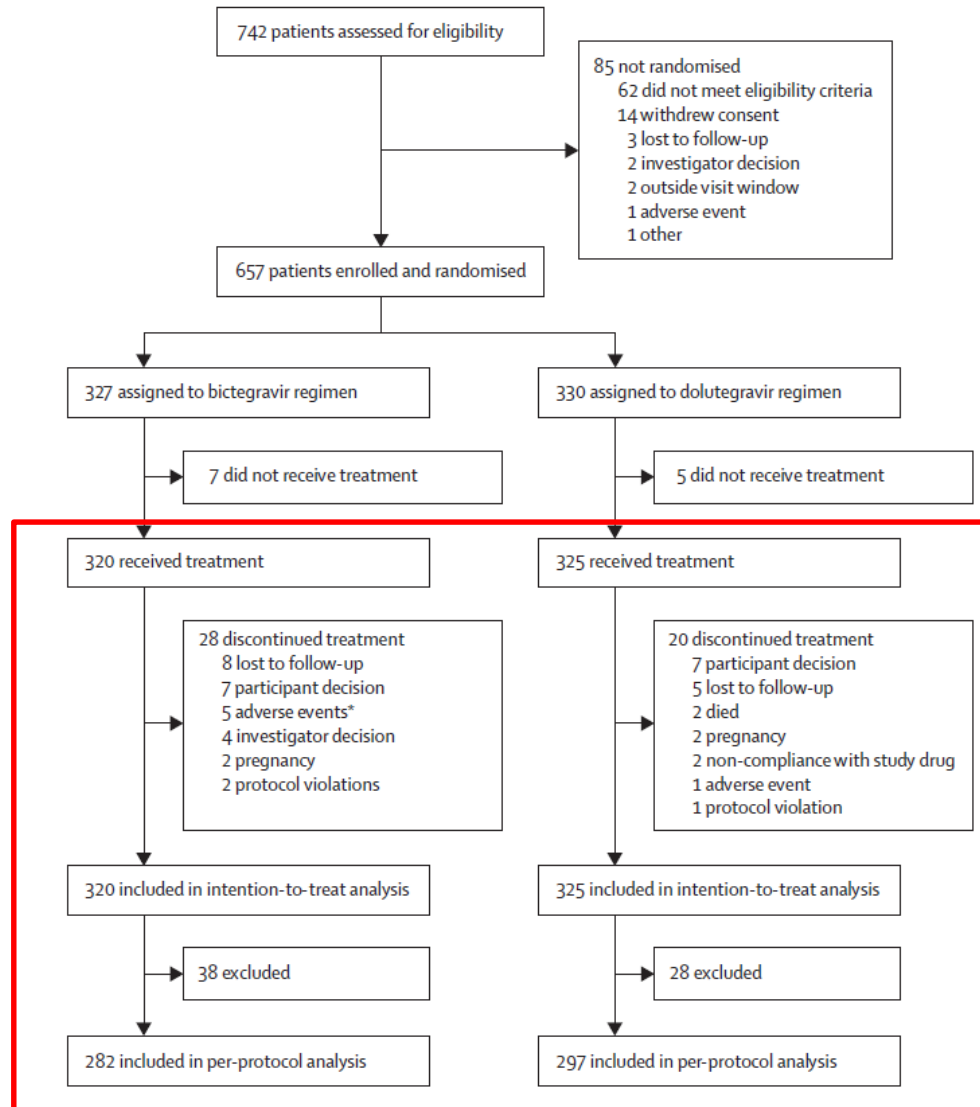 742 patients assessed for eligibility
85 not randomised
62 did not meet eligibility criteria
14 withdrew consent
3 lost to follow-up
2 investigator decision
2 outside visit window
1 adverse event
1 other
657 patients enrolled and randomised
327 assigned to bictegravir regimen
330 assigned to dolutegravir regimen
7 did not receive treatment
5 did not receive treatment
320 received treatment
325 received treatment
28 discontinued treatment
8 lost to follow-up
7 participant decision
5 adverse events*
4 investigator decision
2 pregnancy
2 protocol violations
20 discontinued treatment
7 participant decision
5 lost to follow-up
2 died
2 pregnancy
2 non-compliance with study drug
1 adverse event
1 protocol violation
320 included in intention-to-treat analysis
325 included in intention-to-treat analysis
38 excluded
28 excluded
282 included in per-protocol analysis
297 included in per-protocol analysis